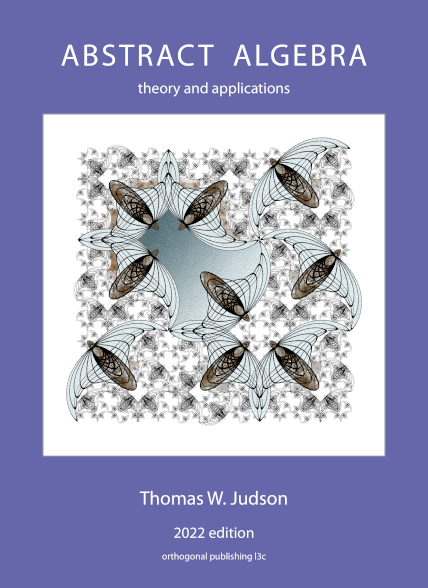 ABSTRACT ALGEBRA
theory and applications
Thomas W. Judson
2022 edition
orthogonal publishing l3c